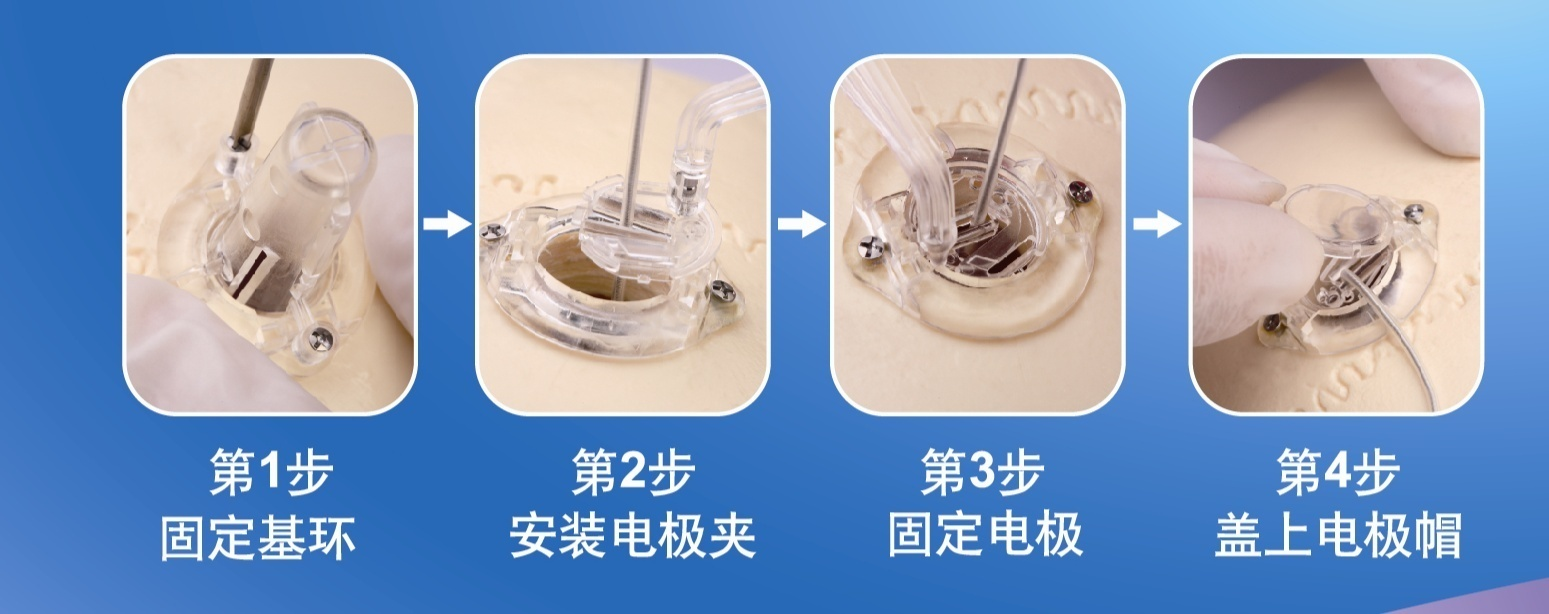 第1步
固定基环
第2步
安装电极夹
第3步
固定电极
第4步
盖上电极帽